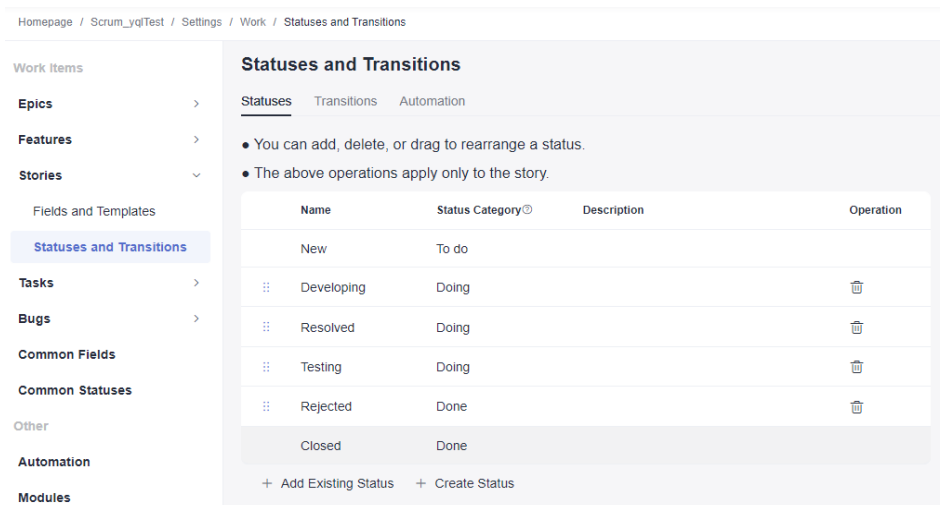 Homepage / Scrum_yqlTest / Settings / Work / Statuses and Transitions
Work Items
Epics
Features
Stories
Fields and Templates
Statuses and Transitions
Tasks
Bugs
Common Fields
Common Statuses
Other
Automation
Modules
Statuses and Transitions
Statuses Transitions Automation
● You can add, delete, or drag to rearrange a status.
● The above operations apply only to the story.
Name Status Category Description Operation
New To do
Developing Doing
Resolved Doing
Testing Doing
Rejected Done
Closed Done
+ Add Existing Status + Create Status